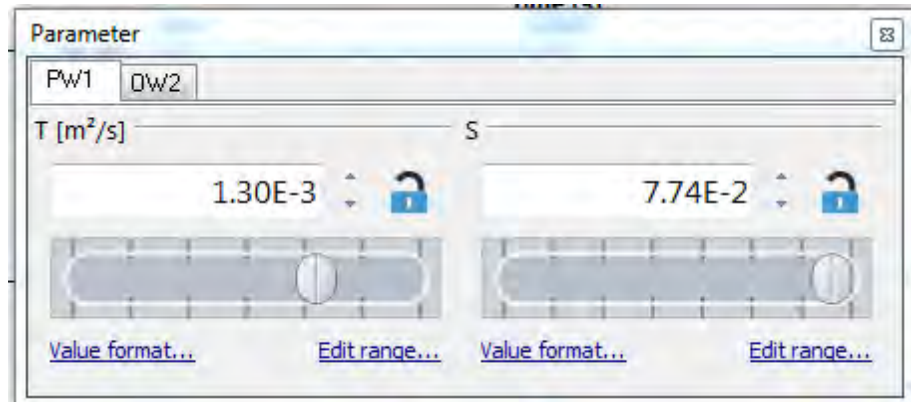 Parameter
PW1 OW2
T [m²/s] S
1.30E-3 7.74E-2
Value format... Edit range... Value format... Edit range...